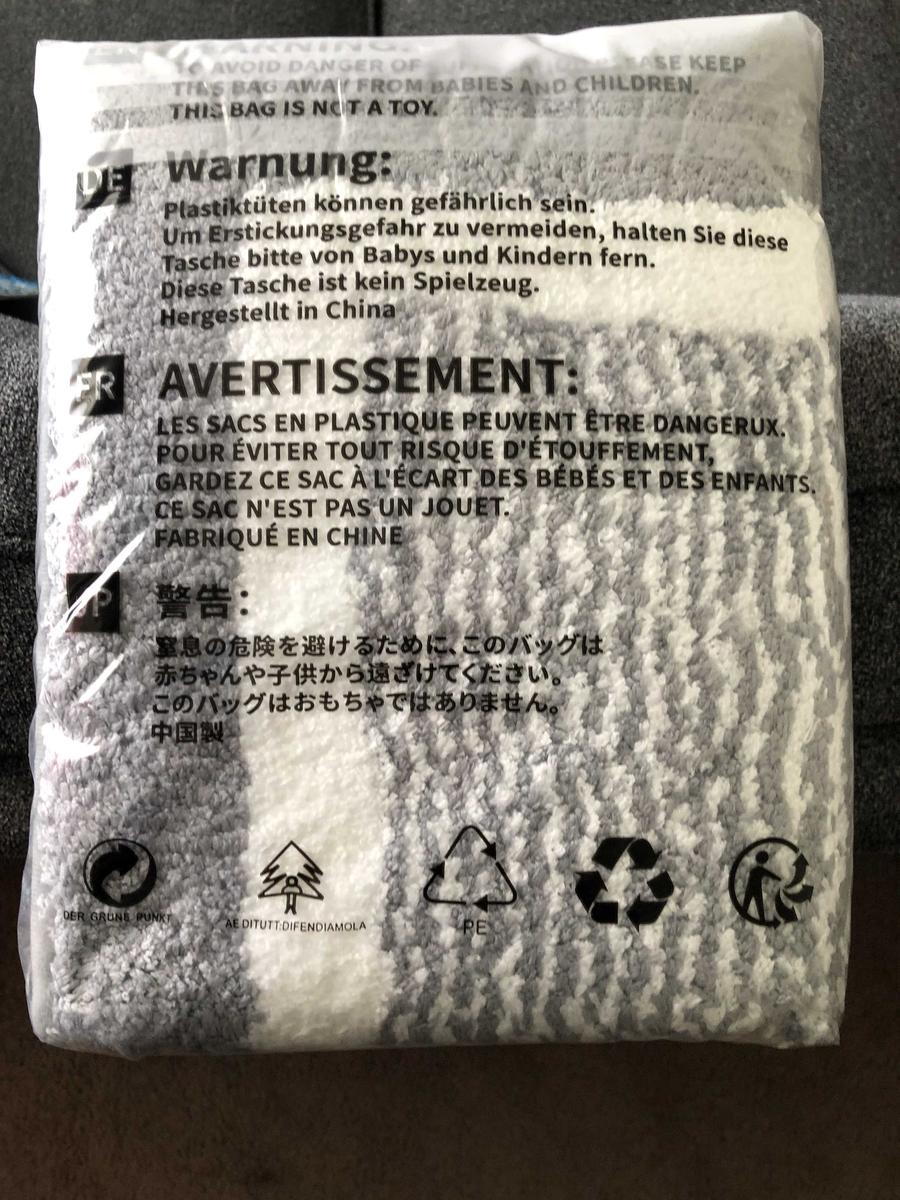 WARNING:
TO AVOID DANGER OF EASE KEEP
THIS BAG AWAY FROM BABIES AND CHILDREN.
THIS BAG IS NOT A TOY.
DE
Warnung:
Plastiktüten können gefährlich sein.
Um Erstickungsgefahr zu vermeiden, halten Sie diese
Tasche bitte von Babys und Kindern fern.
Diese Tasche ist kein Spielzeug.
Hergestellt in China
FR
AVERTISSEMENT:
LES SACS EN PLASTIQUE PEUVENT ÊTRE DANGERUX.
POUR ÉVITER TOUT RISQUE D'ÉTOUFFEMENT,
GARDEZ CE SAC À L'ÉCART DES BÉBÉS ET DES ENFANTS.
CE SAC N'EST PAS UN JOUET.
FABRIQUÉ EN CHINE
JP
警告:
窒息の危険を避けるために、このバッグは
赤ちゃんや子供から遠ざけてください。
このバッグはおもちゃではありません。
中国製
DER GRUNE PUNKT
AE DITUTT:DIFENDIAMOLA
PE